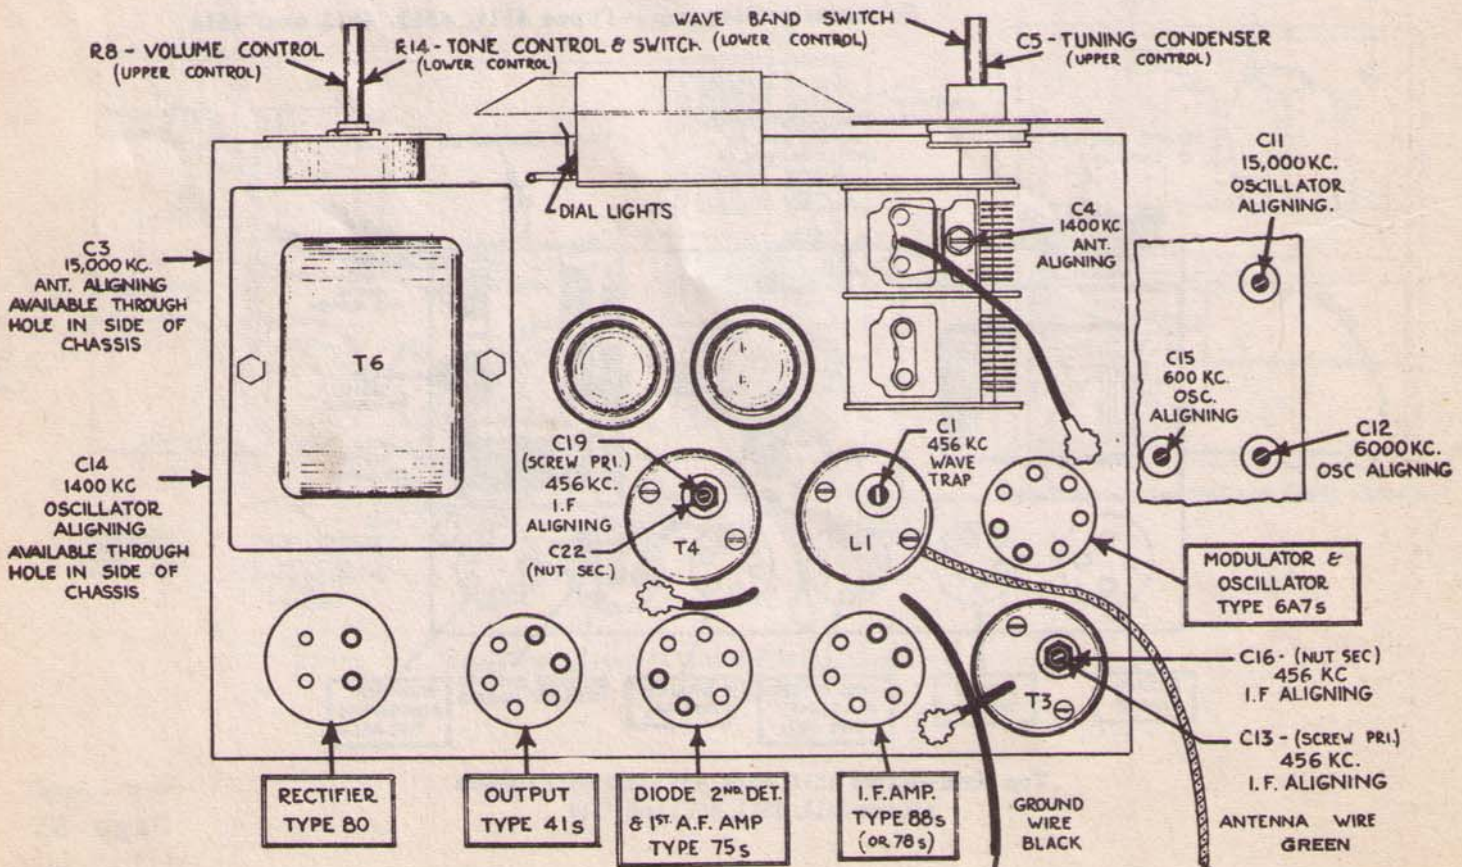 WAVE BAND SWITCH
(LOWER CONTROL)
R8 - VOLUME CONTROL
(UPPER CONTROL)
R14 - TONE CONTROL & SWITCH
(LOWER CONTROL)
C5 - TUNING CONDENSER
(UPPER CONTROL)
DIAL LIGHTS
C4
1400 KC
ANT.
ALIGNING
C11
15,000 KC.
OSCILLATOR
ALIGNING.
C3
15,000 KC.
ANT. ALIGNING
AVAILABLE THROUGH
HOLE IN SIDE OF
CHASSIS
T6
C15
600 KC.
OSC.
ALIGNING
C12
6000 KC.
OSC ALIGNING
C14
1400 KC
OSCILLATOR
ALIGNING
AVAILABLE THROUGH
HOLE IN SIDE OF
CHASSIS
C19
(SCREW PRI.)
456 KC.
I.F
ALIGNING
C22
(NUT SEC.)
T4
C1
456 KC
WAVE
TRAP
L1
MODULATOR &
OSCILLATOR
TYPE 6A7s
T3
C16 - (NUT SEC)
456 KC
I.F ALIGNING
C13 - (SCREW PRI.)
456 KC.
I.F. ALIGNING
RECTIFIER
TYPE 80
OUTPUT
TYPE 41s
DIODE 2ND. DET.
& 1ST. A.F. AMP
TYPE 75s
I.F. AMP.
TYPE 88s
(OR 78s)
GROUND
WIRE
BLACK
ANTENNA WIRE
GREEN